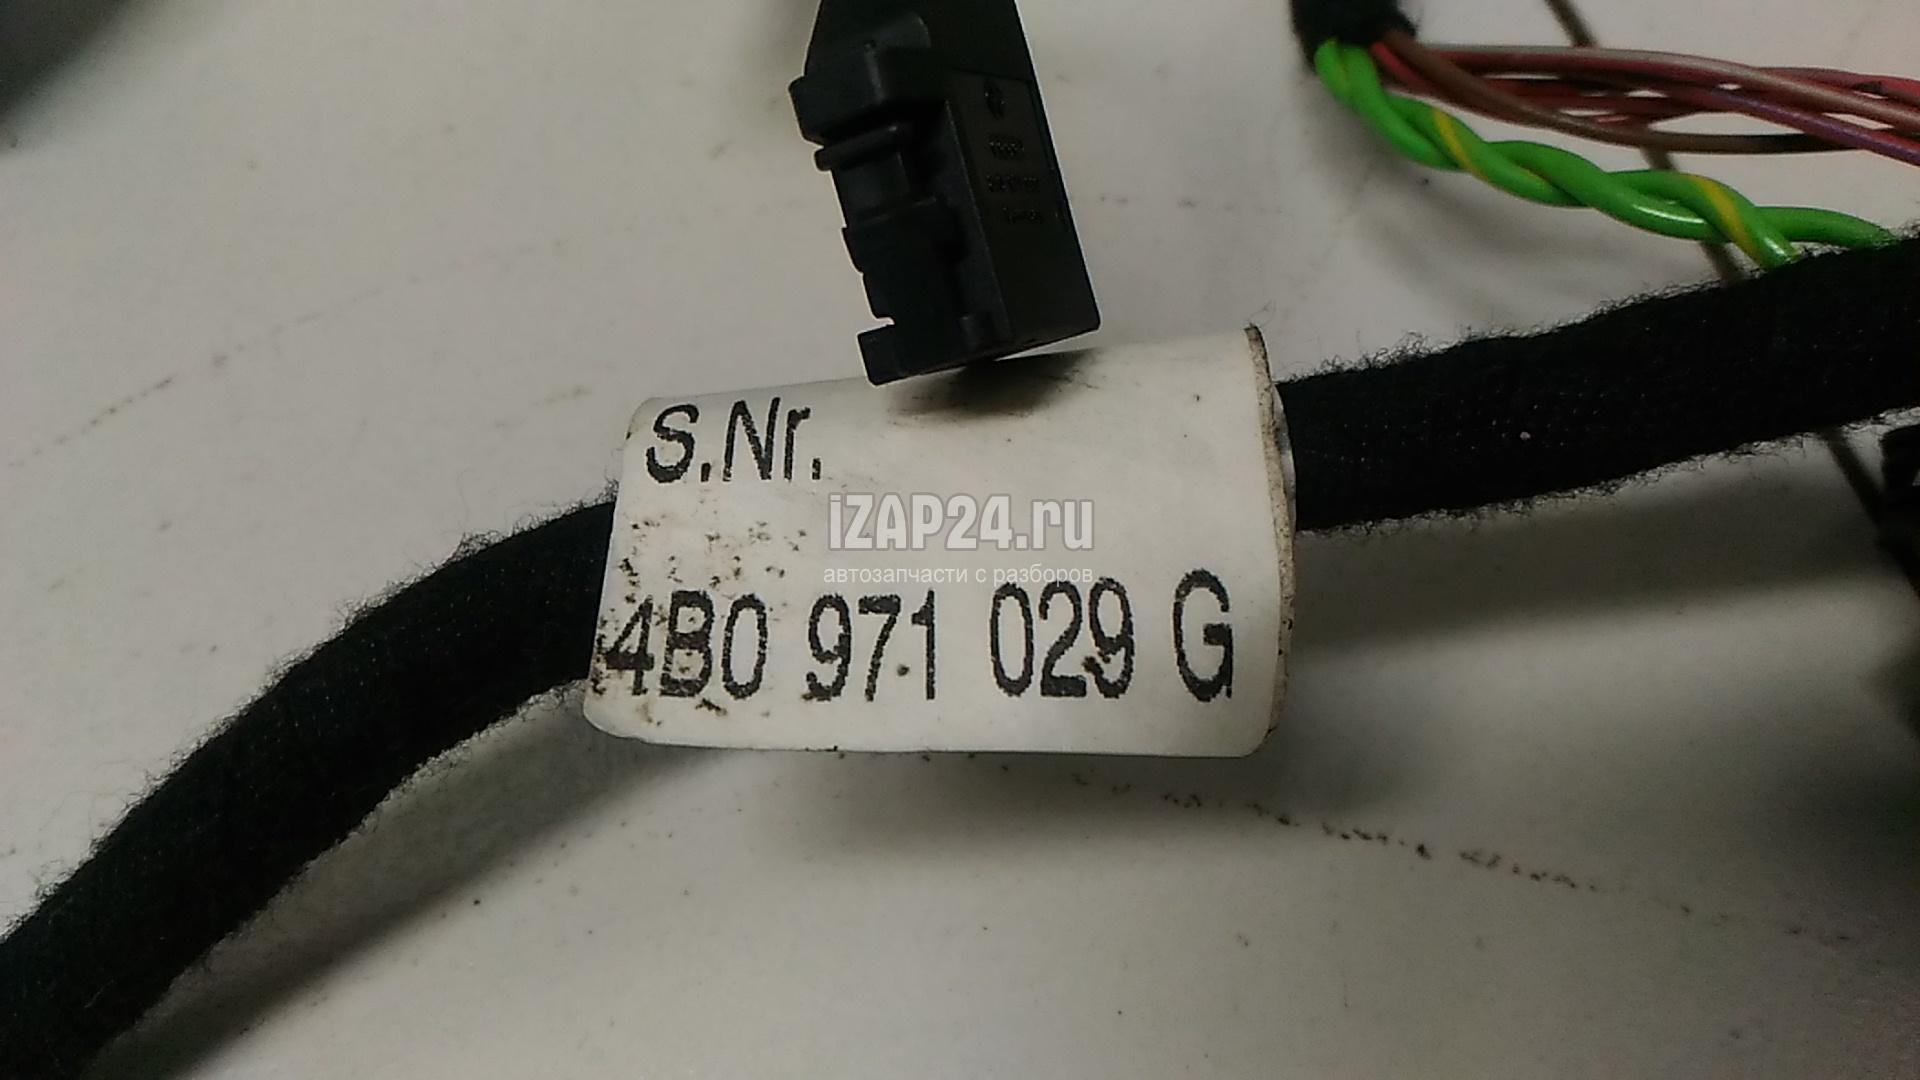 S.Nr.
iZAP24.ru
автозапчасти с разборов
4B0 971 029 G